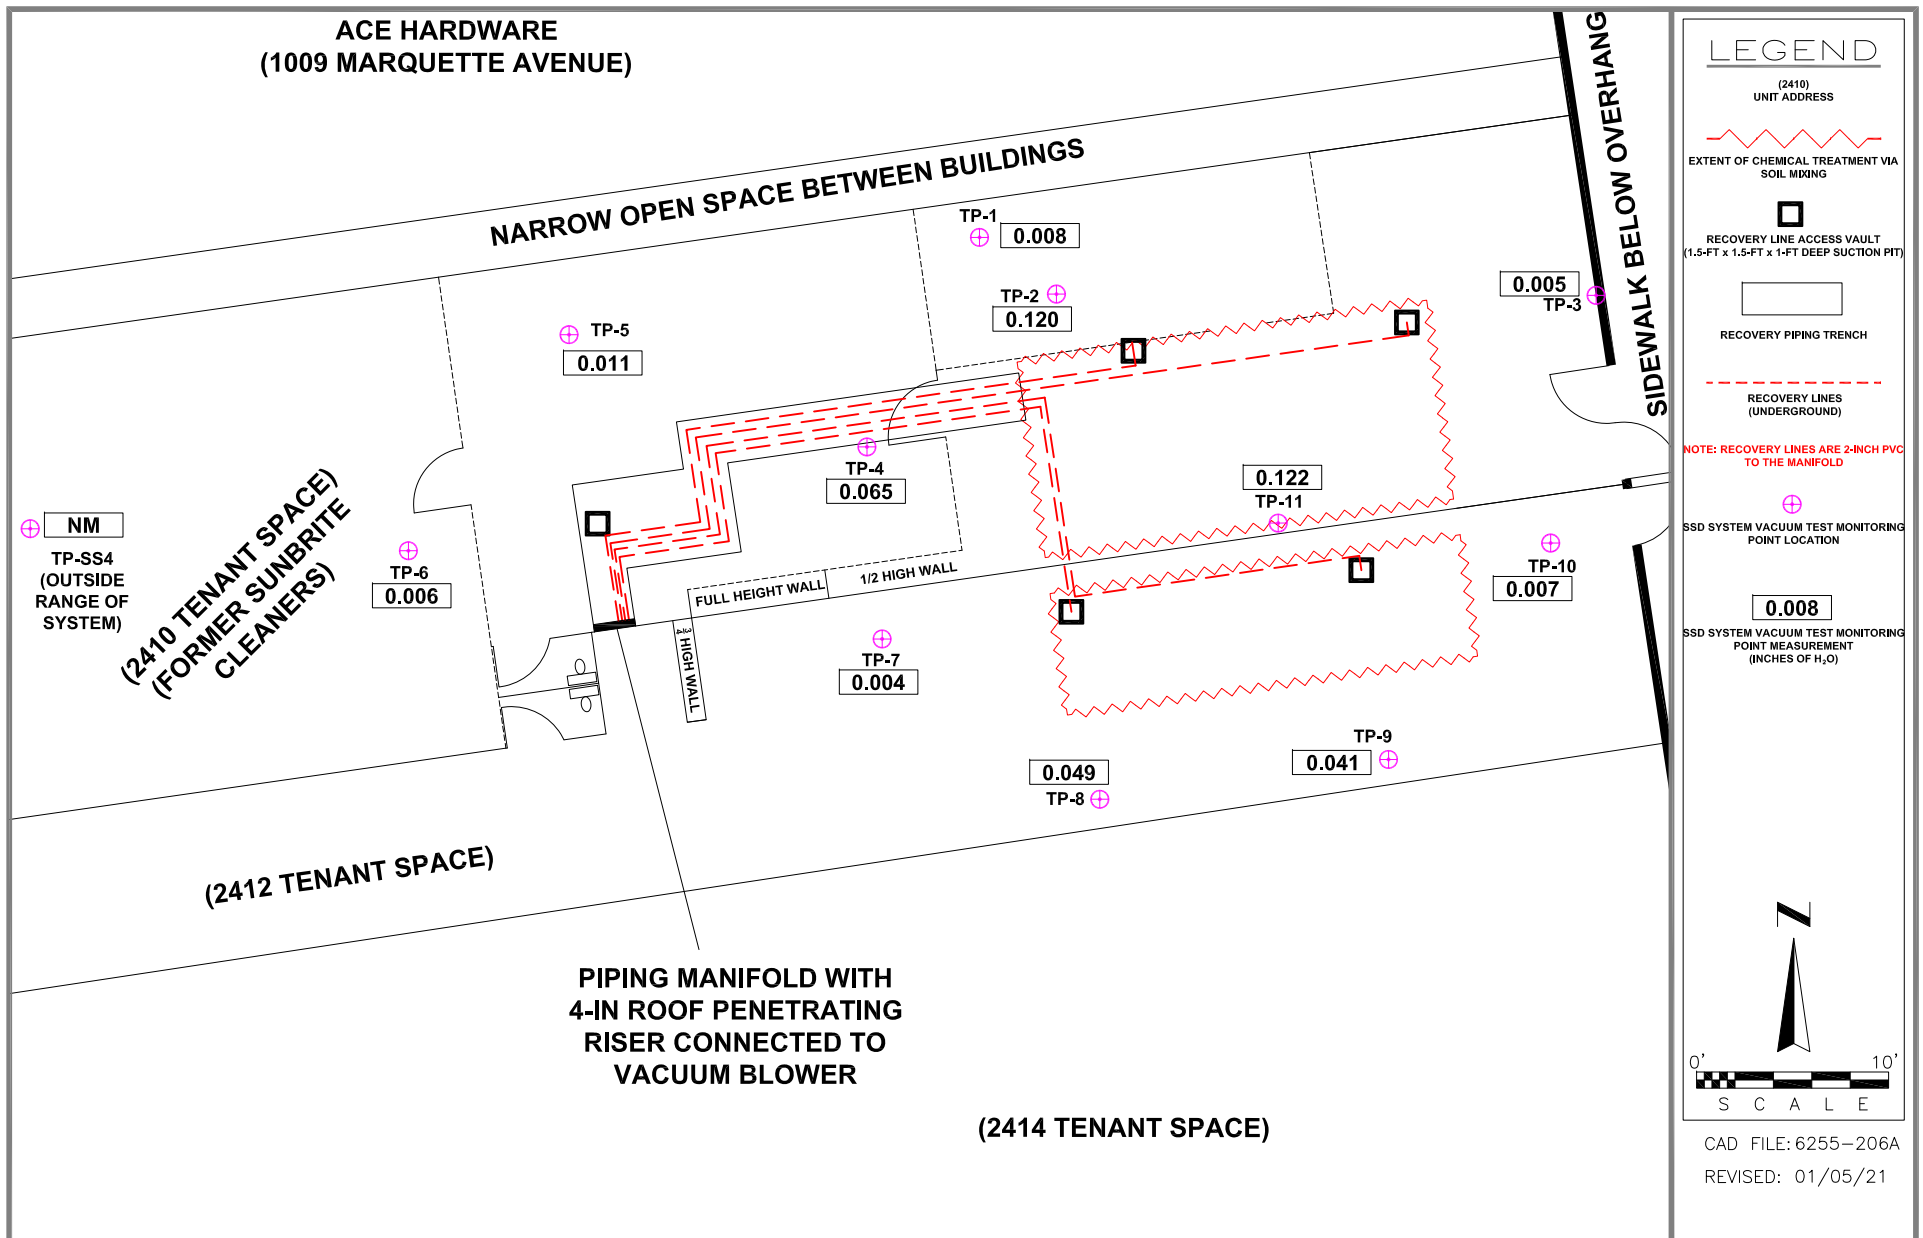 ACE HARDWARE
(1009 MARQUETTE AVENUE)
NARROW OPEN SPACE BETWEEN BUILDINGS
SIDEWALK BELOW OVERHANG
TP-1
0.008
TP-2
0.120
0.005
TP-3
TP-5
0.011
TP-4
0.065
0.122
TP-11
NM
TP-SS4
(OUTSIDE
RANGE OF
SYSTEM)
(2410 TENANT SPACE)
(FORMER SUNBRITE
CLEANERS)
TP-6
0.006
FULL HEIGHT WALL
1/2 HIGH WALL
3/4 HIGH WALL
TP-7
0.004
TP-10
0.007
TP-9
0.041
0.049
TP-8
(2412 TENANT SPACE)
PIPING MANIFOLD WITH
4-IN ROOF PENETRATING
RISER CONNECTED TO
VACUUM BLOWER
(2414 TENANT SPACE)
LEGEND
(2410)
UNIT ADDRESS
EXTENT OF CHEMICAL TREATMENT VIA
SOIL MIXING
RECOVERY LINE ACCESS VAULT
(1.5-FT x 1.5-FT x 1-FT DEEP SUCTION PIT)
RECOVERY PIPING TRENCH
RECOVERY LINES
(UNDERGROUND)
NOTE: RECOVERY LINES ARE 2-INCH PVC
TO THE MANIFOLD
SSD SYSTEM VACUUM TEST MONITORING
POINT LOCATION
0.008
SSD SYSTEM VACUUM TEST MONITORING
POINT MEASUREMENT
(INCHES OF H₂O)
N
0' 10'
SCALE
CAD FILE: 6255-206A
REVISED: 01/05/21